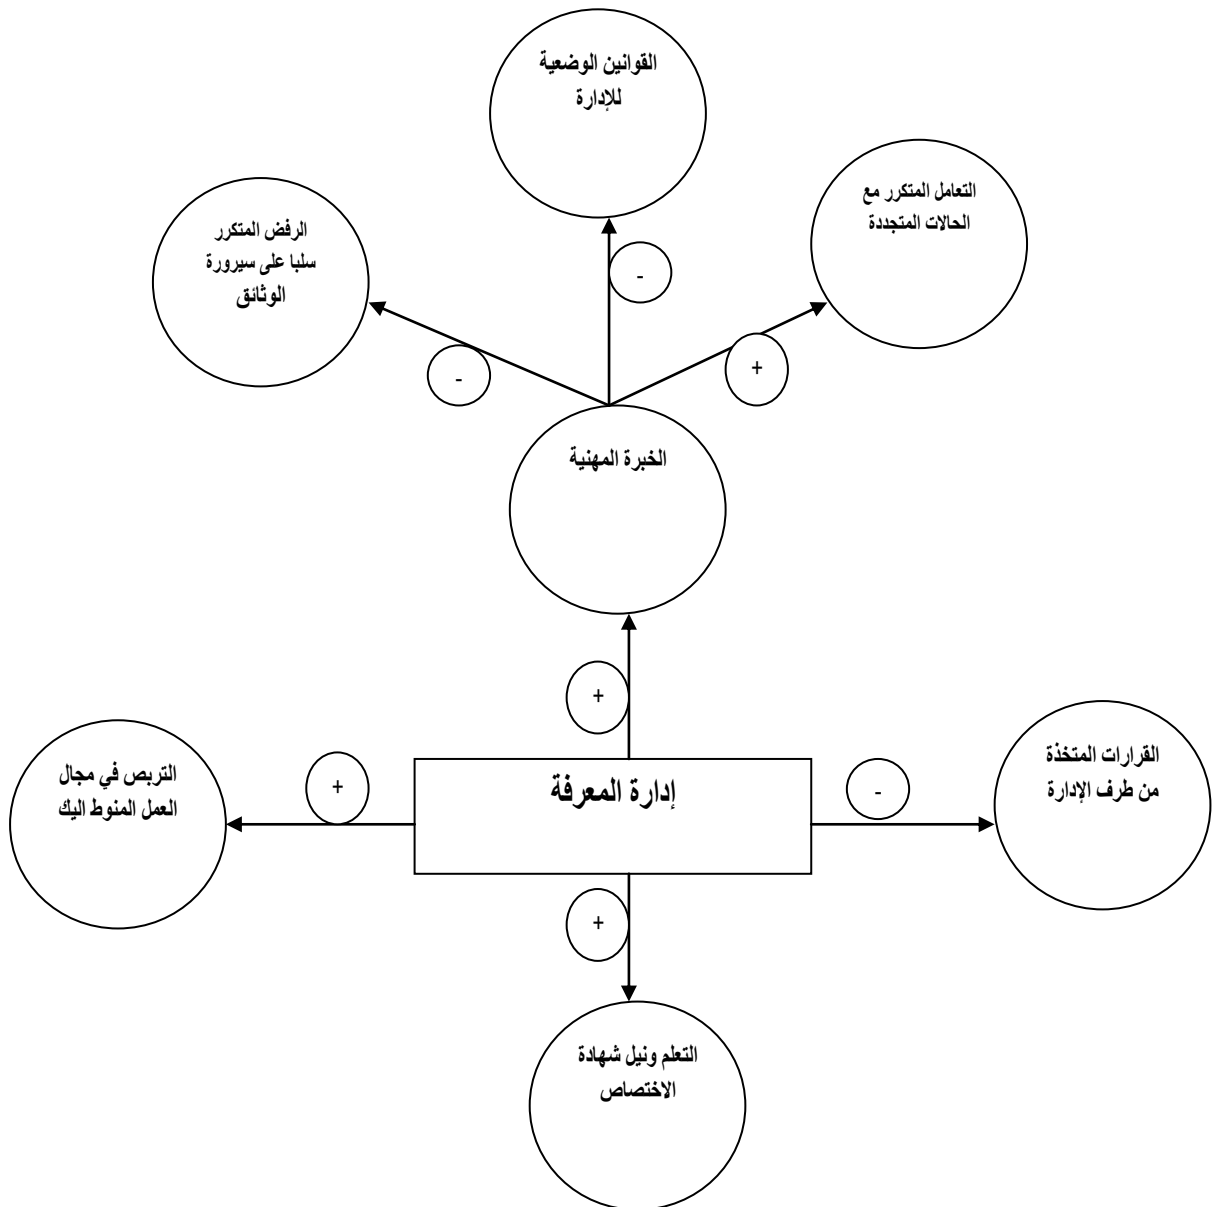 القوانين الوضعية
للإدارة
التعامل المتكرر مع
الحالات المتجددة
الرفض المتكرر
سلبا على سيرورة
الوثائق
-
+
-
الخبرة المهنية
+
القرارات المتخذة
من طرف الإدارة
-
إدارة المعرفة
+
التربص في مجال
العمل المنوط اليك
+
التعلم ونيل شهادة
الاختصاص